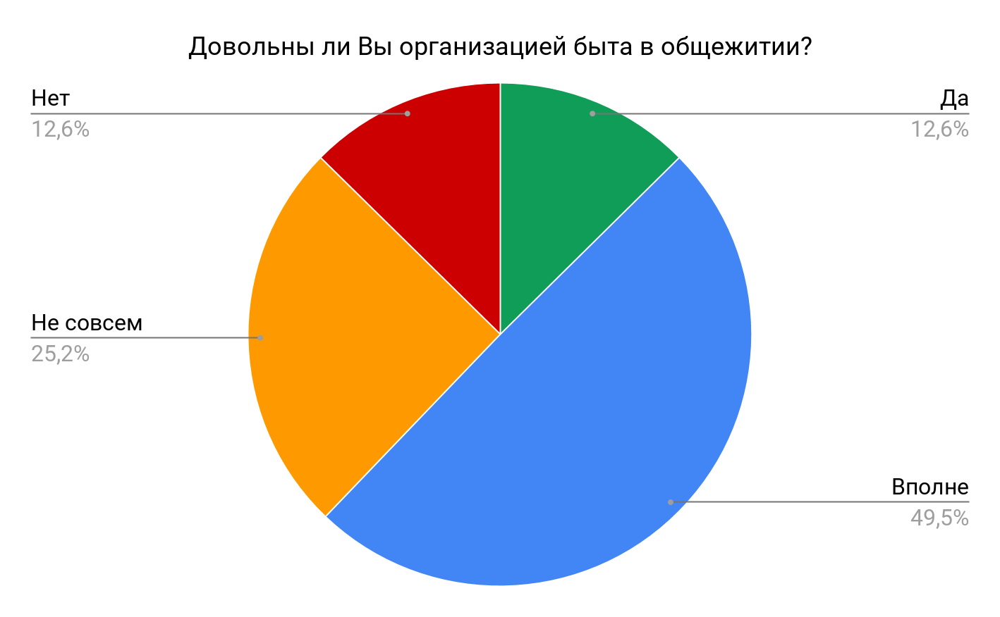 Довольны ли Вы организацией быта в общежитии?
Нет
12,6%
Да
12,6%
Не совсем
25,2%
Вполне
49,5%